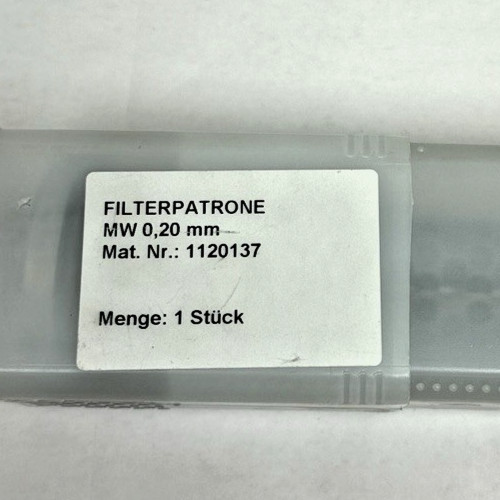 FILTERPATRONE
MW 0,20 mm
Mat. Nr.: 1120137
Menge: 1 Stück